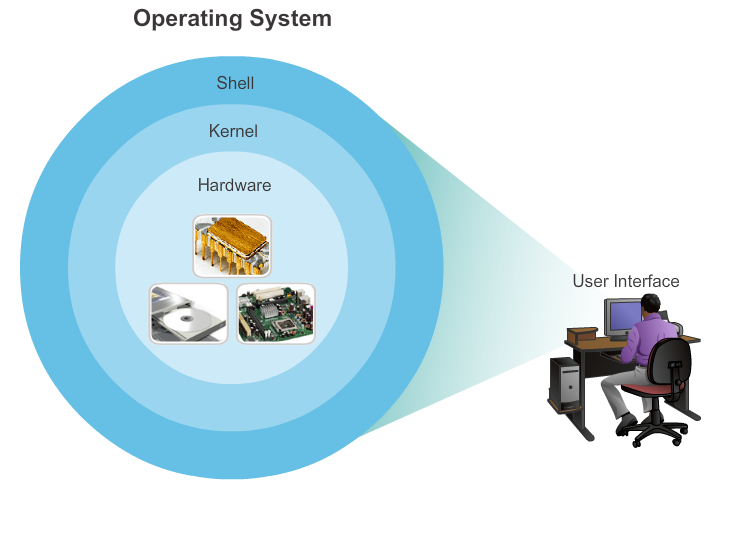 Operating System
Shell
Kernel
Hardware
User Interface